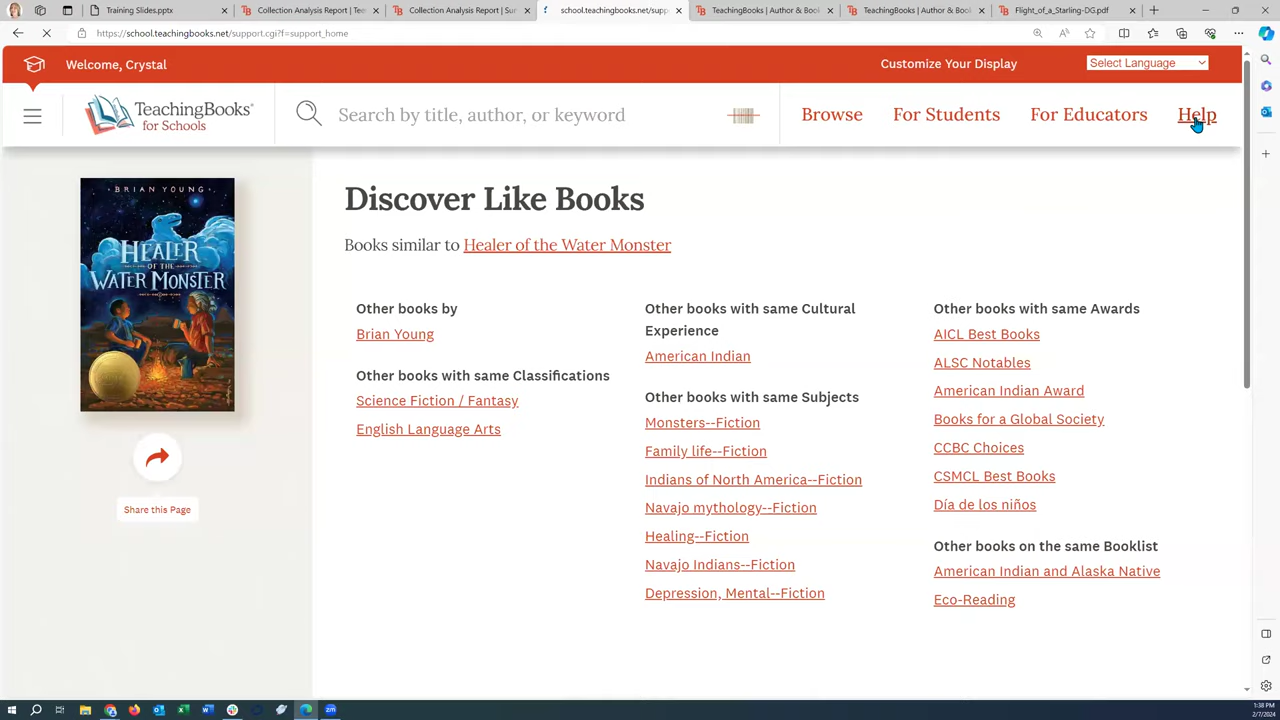 Training Slides.pptx
Collection Analysis Report | Tee
Collection Analysis Report | Sur
school.teachingbooks.net/supp
TeachingBooks | Author & Boo
TeachingBooks | Author & Boo
Flight_of_a_Starling-DG.pdf
https://school.teachingbooks.net/support.cgi?f=support_home
Welcome, Crystal
Customize Your Display
Select Language
TeachingBooks
for Schools
Search by title, author, or keyword
Browse
For Students
For Educators
Help
BRIAN YOUNG
HEALER
OF THE
WATER MONSTER
Share this Page
Discover Like Books
Books similar to Healer of the Water Monster
Other books by
Brian Young
Other books with same Classifications
Science Fiction / Fantasy
English Language Arts
Other books with same Cultural
Experience
American Indian
Other books with same Subjects
Monsters--Fiction
Family life--Fiction
Indians of North America--Fiction
Navajo mythology--Fiction
Healing--Fiction
Navajo Indians--Fiction
Depression, Mental--Fiction
Other books with same Awards
AICL Best Books
ALSC Notables
American Indian Award
Books for a Global Society
CCBC Choices
CSMCL Best Books
Día de los niños
Other books on the same Booklist
American Indian and Alaska Native
Eco-Reading
1:38 PM
2/7/2024